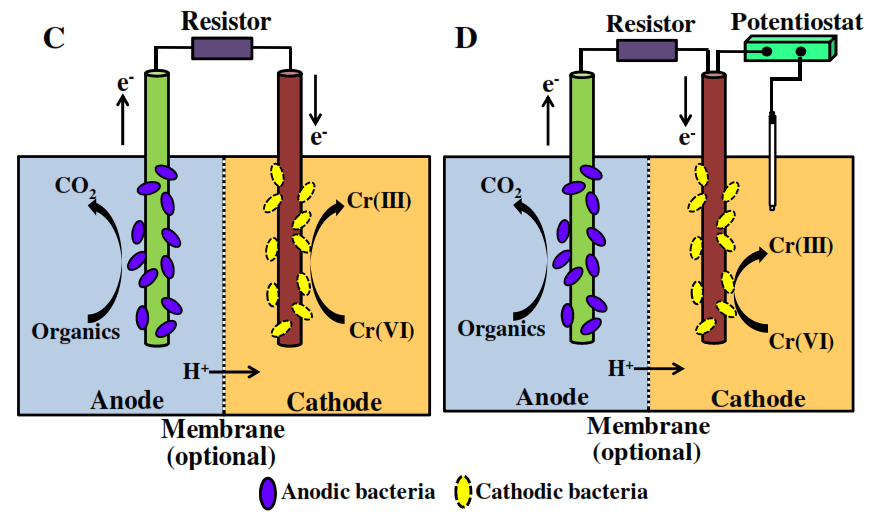 C
Resistor
e-
e-
CO2
Cr(III)
Organics
Cr(VI)
H+
Anode
Cathode
Membrane
(optional)
D
Resistor
Potentiostat
e-
e-
CO2
Cr(III)
Organics
Cr(VI)
H+
Anode
Cathode
Membrane
(optional)
Anodic bacteria
Cathodic bacteria